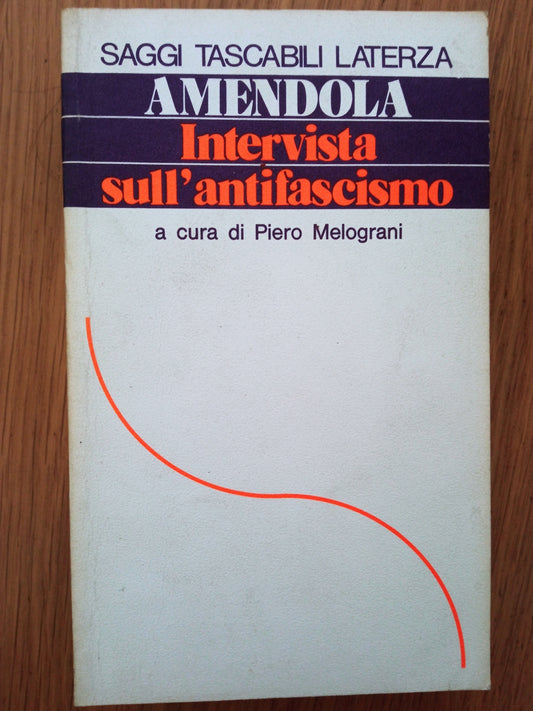 SAGGI TASCABILI LATERZA
AMENDOLA
Intervista
sull'antifascismo
a cura di Piero Melograni